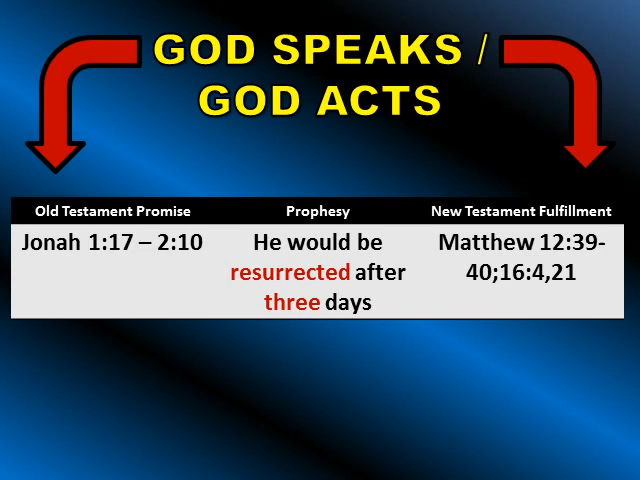 GOD SPEAKS /
GOD ACTS
Old Testament Promise
Prophesy
New Testament Fulfillment
Jonah 1:17 – 2:10
He would be
resurrected after
three days
Matthew 12:39-
40;16:4,21